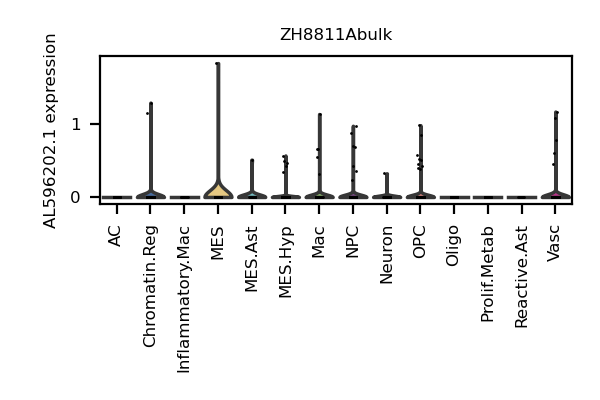 ZH8811Abulk
AL596202.1 expression
1
0
AC
Chromatin.Reg
Inflammatory.Mac
MES
MES.Ast
MES.Hyp
Mac
NPC
Neuron
OPC
Oligo
Prolif.Metab
Reactive.Ast
Vasc